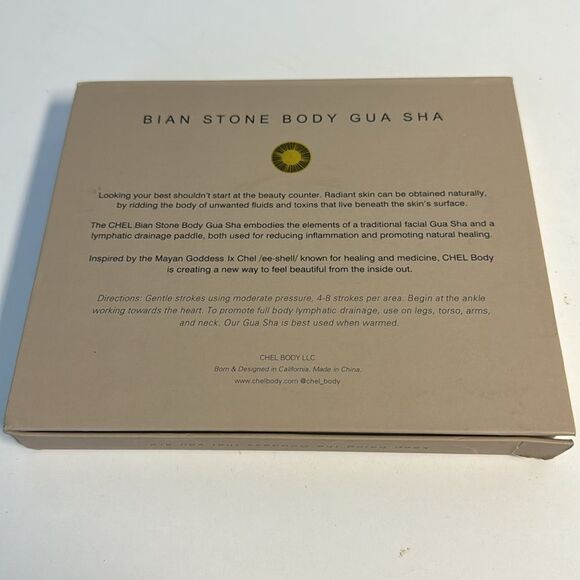 BIAN STONE BODY GUA SHA
Looking your best shouldn't start at the beauty counter. Radiant skin can be obtained naturally,
by ridding the body of unwanted fluids and toxins that live beneath the skin's surface.
The CHEL Bian Stone Body Gua Sha embodies the elements of a traditional facial Gua Sha and a
lymphatic drainage paddle, both used for reducing inflammation and promoting natural healing.
Inspired by the Mayan Goddess Ix Chel /ee-shell/ known for healing and medicine, CHEL Body
is creating a new way to feel beautiful from the inside out.
Directions: Gentle strokes using moderate pressure, 4-8 strokes per area. Begin at the ankle
working towards the heart. To promote full body lymphatic drainage, use on legs, torso, arms,
and neck. Our Gua Sha is best used when warmed.
CHEL BODY LLC
Born & Designed in California. Made in China.
www.chelbody.com @chel_body